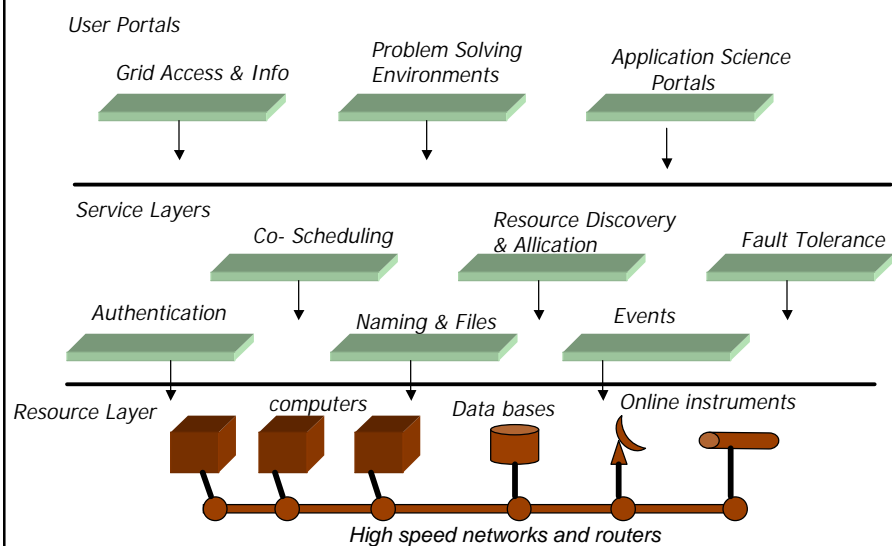 User Portals
Grid Access & Info
Problem Solving
Environments
Application Science
Portals
Service Layers
Co- Scheduling
Resource Discovery
& Allication
Fault Tolerance
Authentication
Naming & Files
Events
Resource Layer
computers
Data bases
Online instruments
High speed networks and routers